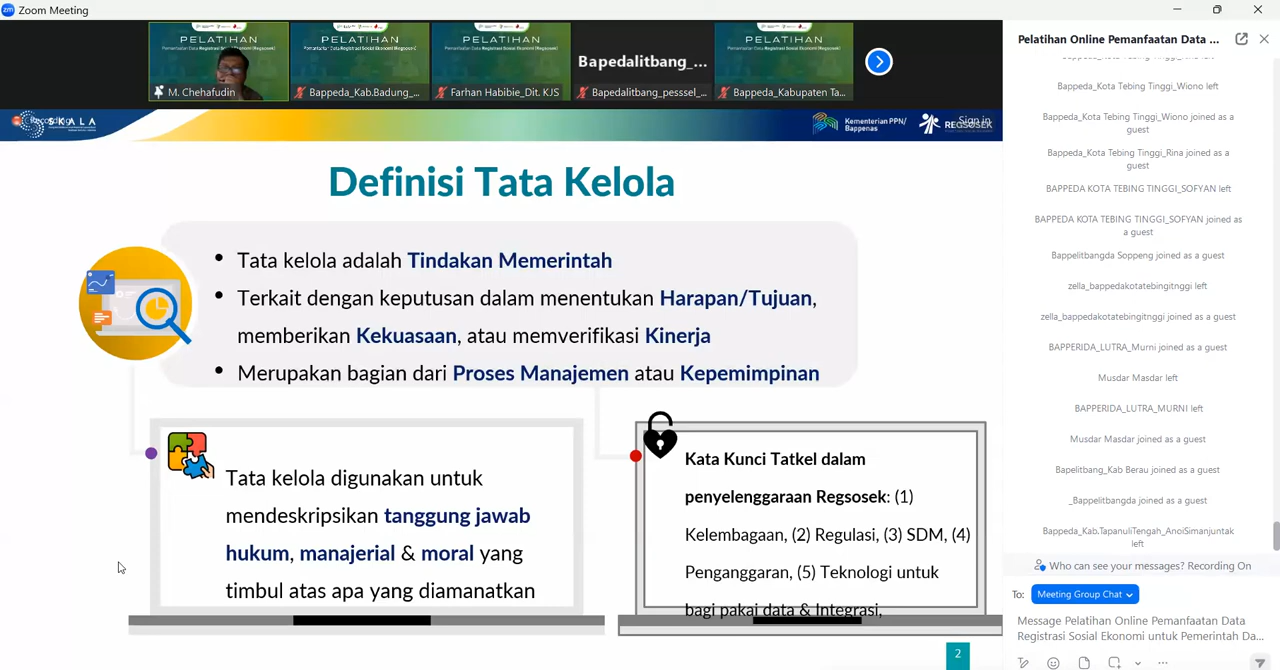 Zoom Meeting
PELATIHAN
PELATIHAN
PELATIHAN
PELATIHAN
Bapedalitbang_...
M. Chehafudin
Bappeda_Kab.Badung_...
Farhan Habibie_Dit. KJS
Bapedalitbang_pesssel_...
Bappeda_Kabupaten Ta...
SKALA
Kementerian PPN/
Bappenas
REGSOSEK
Sign in
Definisi Tata Kelola
• Tata kelola adalah Tindakan Memerintah
• Terkait dengan keputusan dalam menentukan Harapan/Tujuan,
memberikan Kekuasaan, atau memverifikasi Kinerja
• Merupakan bagian dari Proses Manajemen atau Kepemimpinan
Tata kelola digunakan untuk
mendeskripsikan tanggung jawab
hukum, manajerial & moral yang
timbul atas apa yang diamanatkan
Kata Kunci Tatkel dalam
penyelenggaraan Regsosek: (1)
Kelembagaan, (2) Regulasi, (3) SDM, (4)
Penganggaran, (5) Teknologi untuk
bagi pakai data & Integrasi,
2
Pelatihan Online Pemanfaatan Data ...
Bappeda_Kota Tebing Tinggi_Wiono left
Bappeda_Kota Tebing Tinggi_Wiono joined as a
guest
Bappeda_Kota Tebing Tinggi_Rina joined as a
guest
BAPPEDA KOTA TEBING TINGGI_SOFYAN left
BAPPEDA KOTA TEBING TINGGI_SOFYAN joined as
a guest
Bappelitbangda Soppeng joined as a guest
zella_bappedakotatebingitnggi left
zella_bappedakotatebingitnggi joined as a guest
BAPPERIDA_LUTRA_Murni joined as a guest
Musdar Masdar left
BAPPERIDA_LUTRA_MURNI left
Musdar Masdar joined as a guest
Bapelitbang_Kab Berau joined as a guest
_Bappelitbangda joined as a guest
Bappeda_Kab.TapanuliTengah_AnoiSimanjuntak
left
Who can see your messages? Recording On
To: Meeting Group Chat
Message Pelatihan Online Pemanfaatan Data
Registrasi Sosial Ekonomi untuk Pemerintah Da...